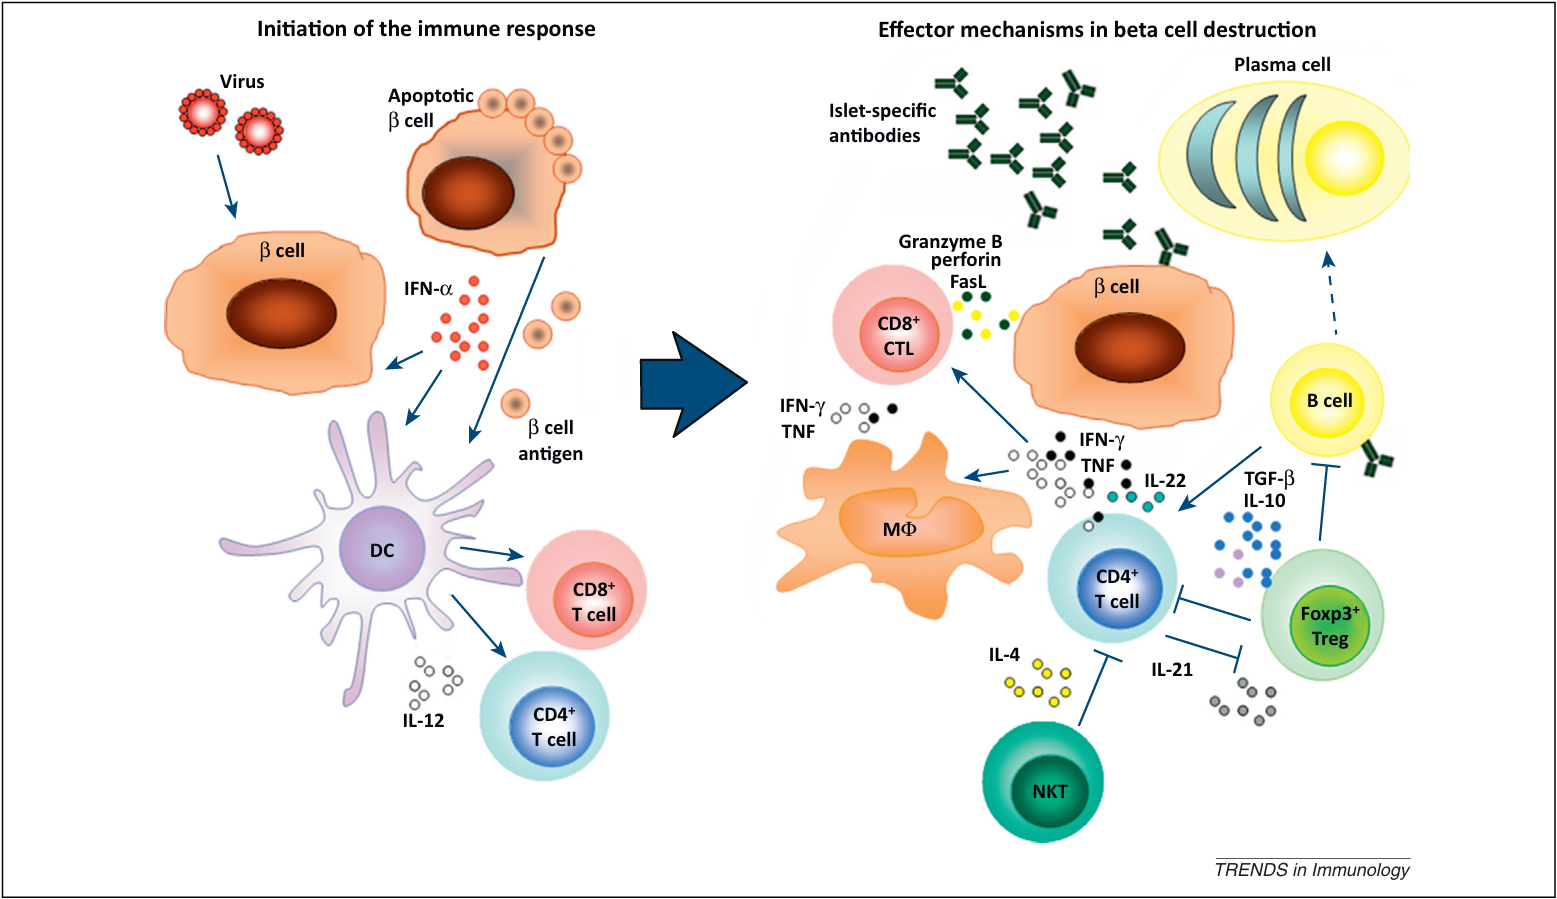 Initiation of the immune response
Virus
Apoptotic
β cell
β cell
IFN-α
β cell
antigen
DC
CD8⁺
T cell
CD4⁺
T cell
IL-12
Effector mechanisms in beta cell destruction
Plasma cell
Islet-specific
antibodies
Granzyme B
perforin
FasL
β cell
CD8⁺
CTL
B cell
IFN-γ
TNF
IFN-γ
TNF
IL-22
TGF-β
IL-10
MΦ
CD4⁺
T cell
Foxp3⁺
Treg
IL-4
IL-21
NKT
TRENDS in Immunology